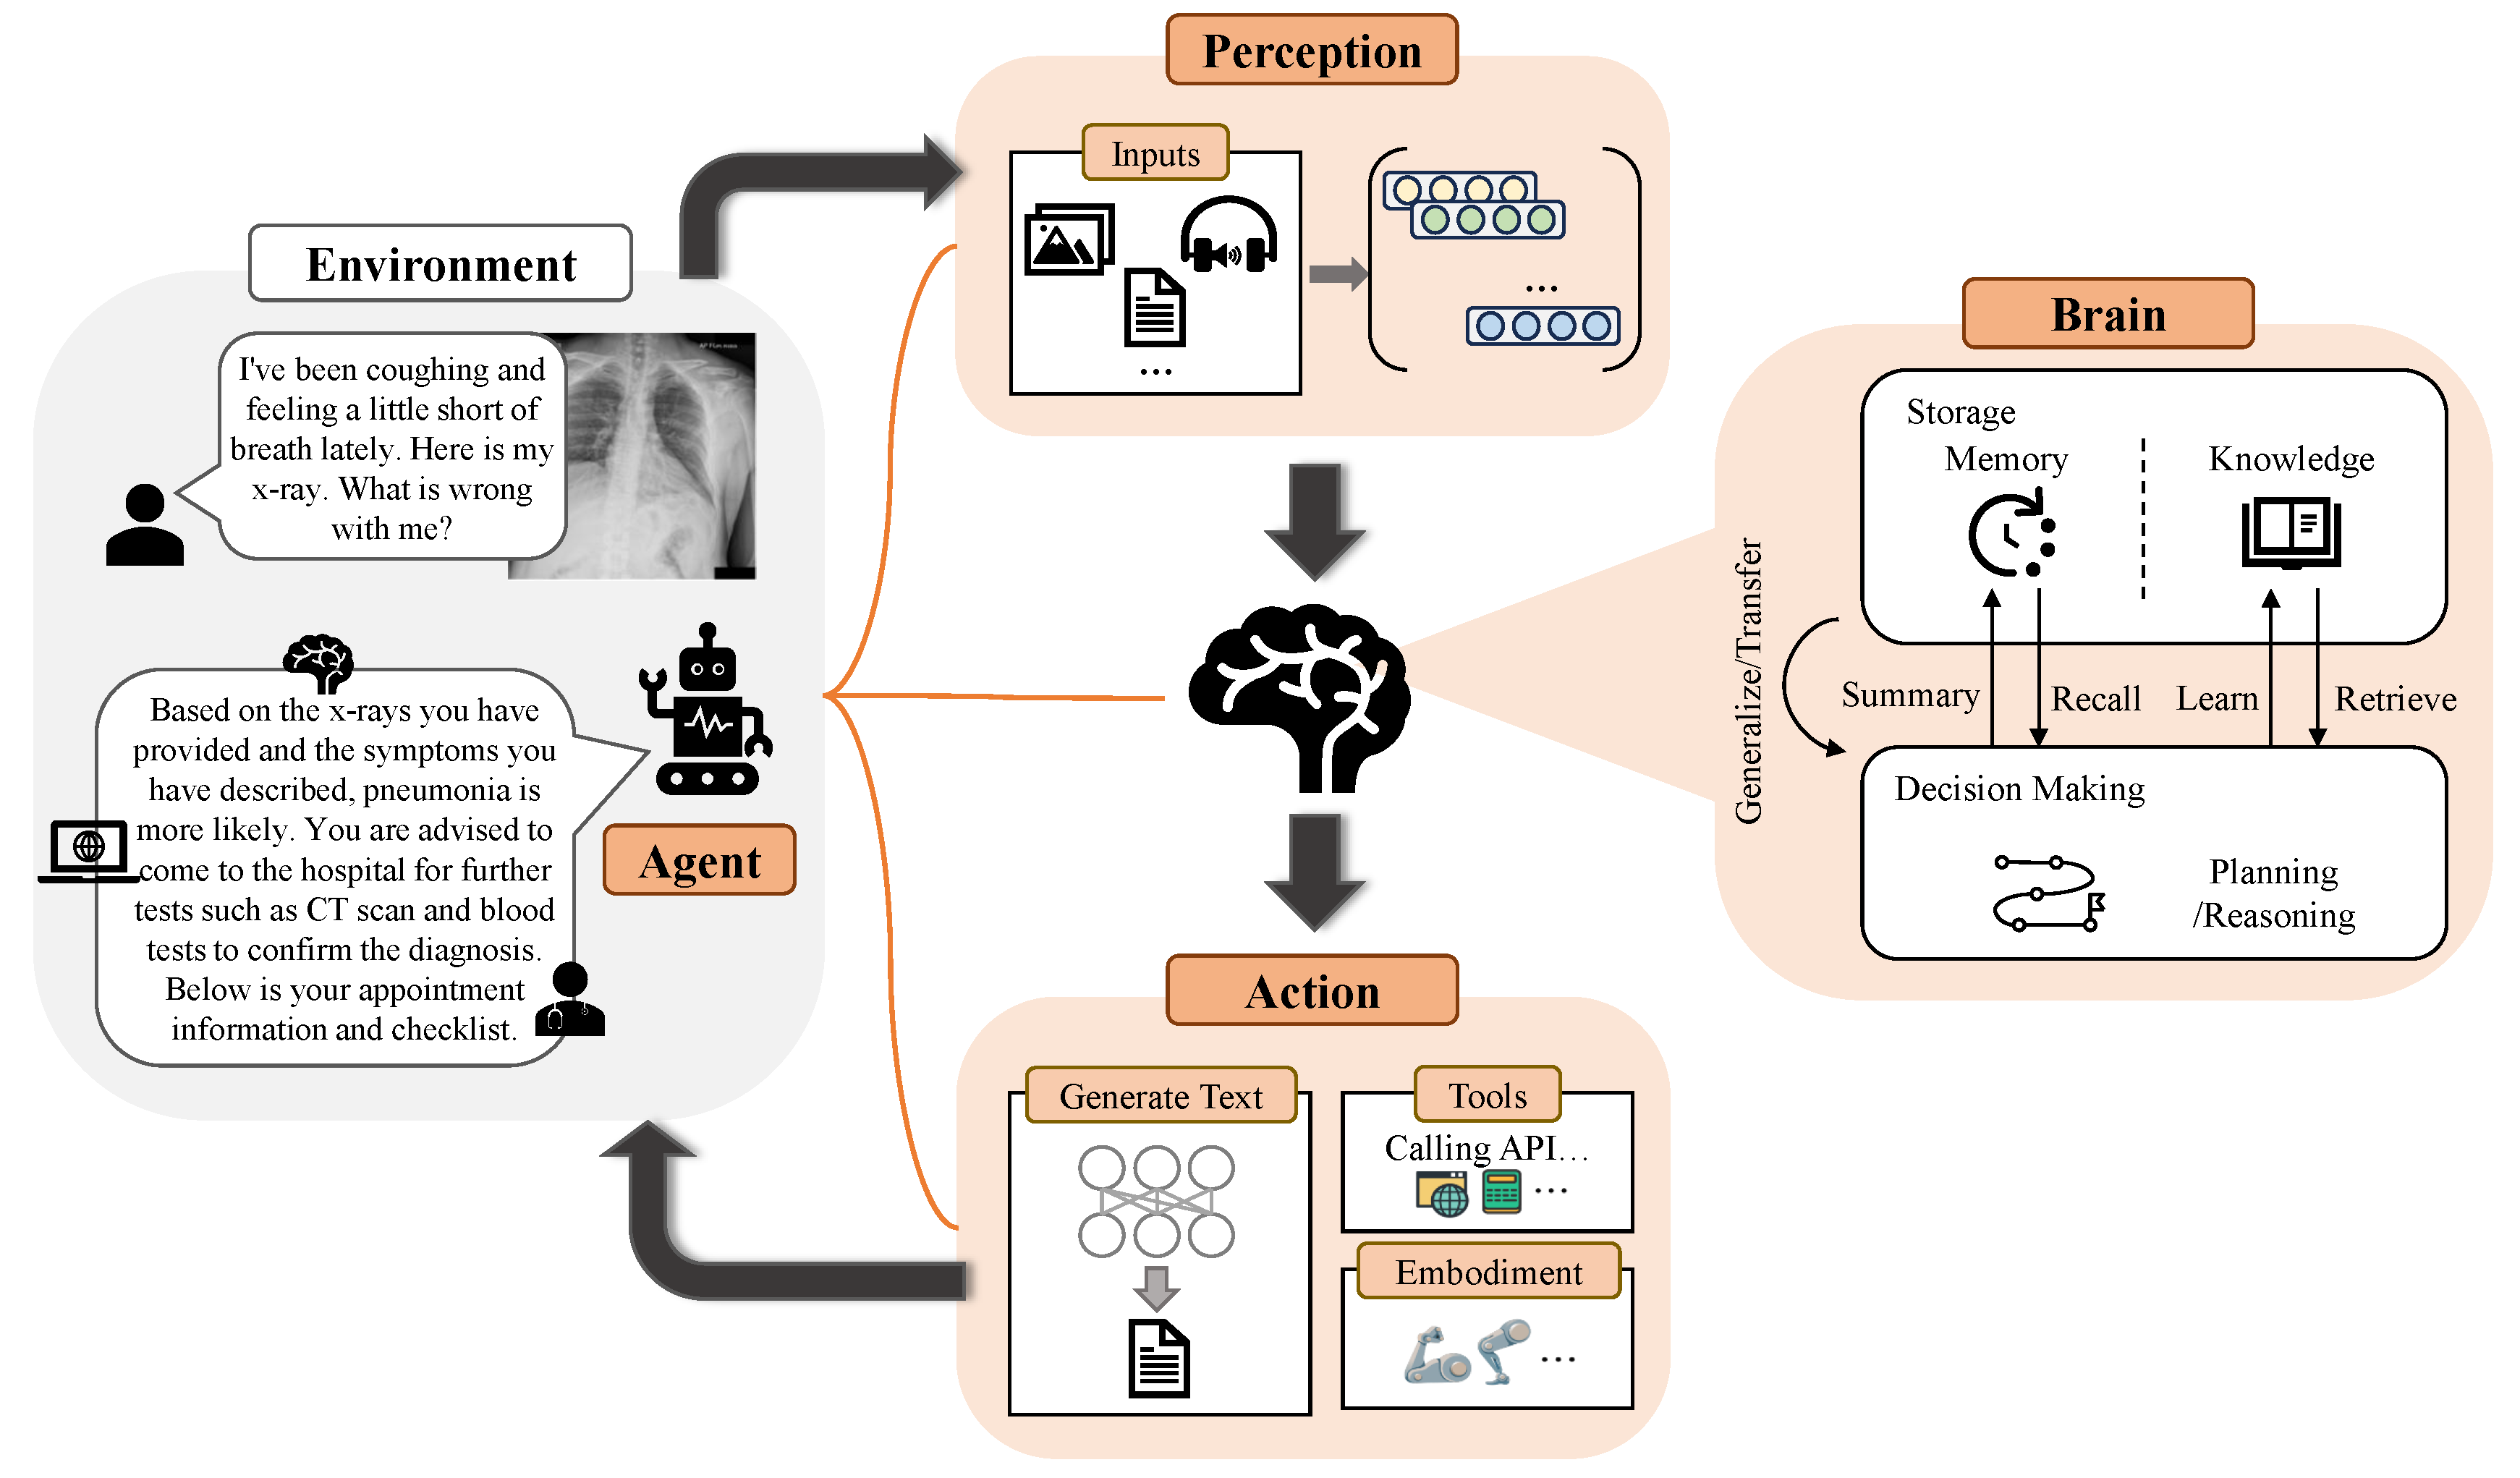 Perception
Inputs
...
...
Environment
I've been coughing and
feeling a little short of
breath lately. Here is my
x-ray. What is wrong
with me?
Based on the x-rays you have
provided and the symptoms you
have described, pneumonia is
more likely. You are advised to
come to the hospital for further
tests such as CT scan and blood
tests to confirm the diagnosis.
Below is your appointment
information and checklist.
Agent
Brain
Storage
Memory
Knowledge
Generalize/Transfer
Summary
Recall
Learn
Retrieve
Decision Making
Planning
/Reasoning
Action
Generate Text
Tools
Calling API...
...
Embodiment
...